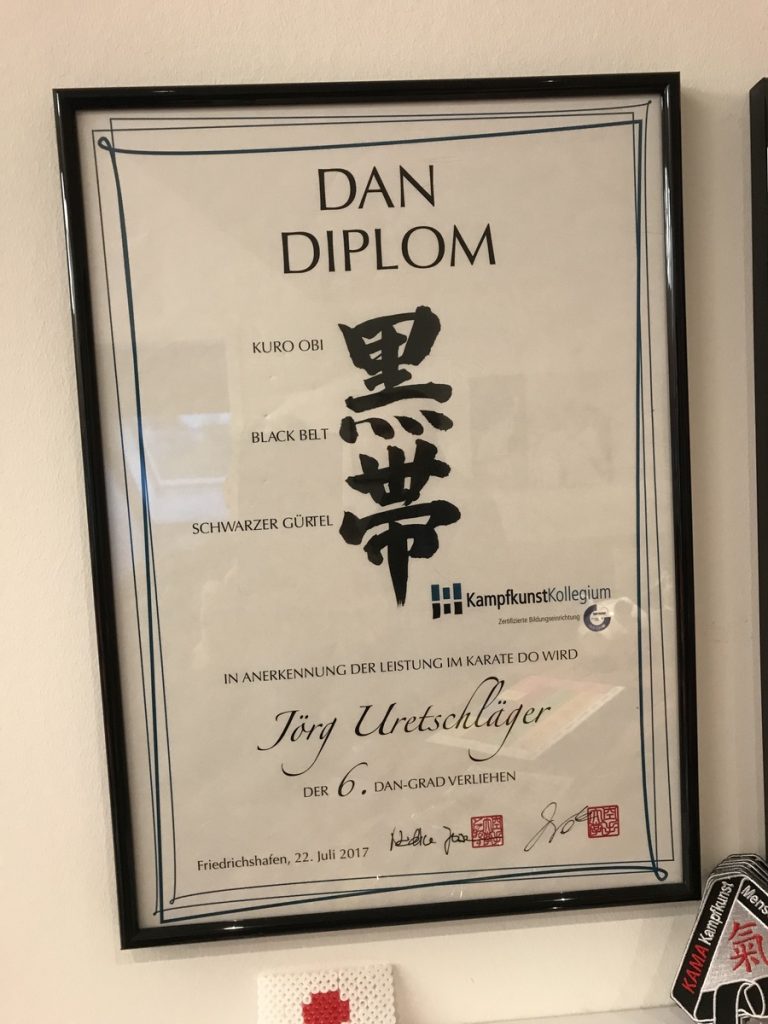 DAN
DIPLOM
KURO OBI
BLACK BELT
SCHWARZER GÜRTEL
黒帯
KampfkunstKollegium
Zertifizierte Bildungseinrichtung
IN ANERKENNUNG DER LEISTUNG IM KARATE DO WIRD
Jörg Uretschläger
DER 6. DAN-GRAD VERLIEHEN
Friedrichshafen, 22. Juli 2017
KAMA Kampfkunst
Mens
氣